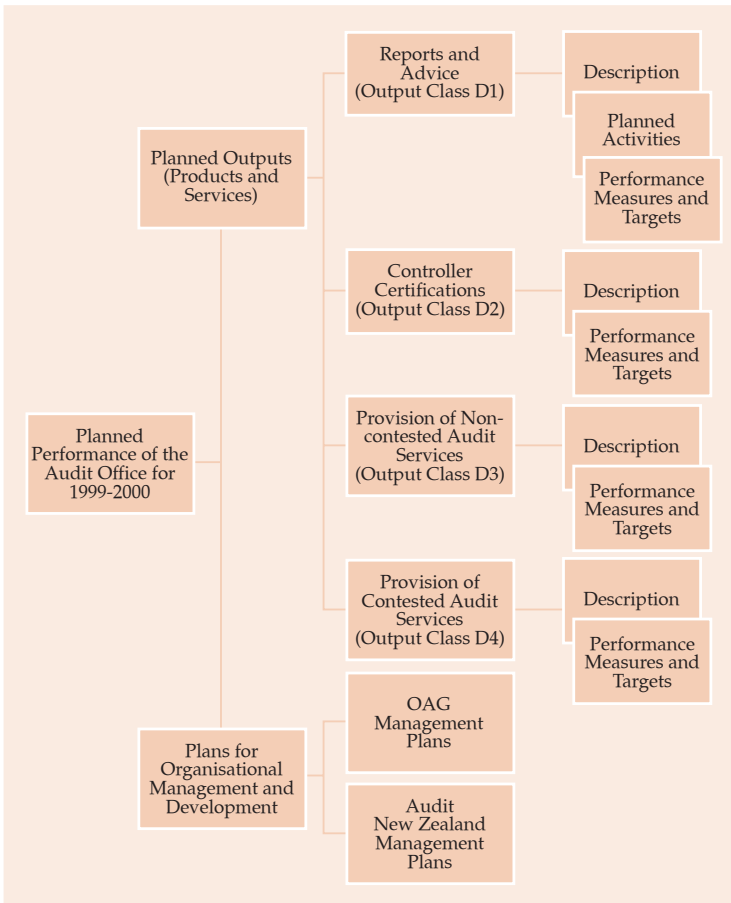 Planned
Performance of the
Audit Office for
1999-2000
Planned Outputs
(Products and
Services)
Reports and
Advice
(Output Class D1)
Description
Planned
Activities
Performance
Measures and
Targets
Controller
Certifications
(Output Class D2)
Description
Performance
Measures and
Targets
Provision of Non-
contested Audit
Services
(Output Class D3)
Description
Performance
Measures and
Targets
Provision of
Contested Audit
Services
(Output Class D4)
Description
Performance
Measures and
Targets
Plans for
Organisational
Management and
Development
OAG
Management
Plans
Audit
New Zealand
Management
Plans